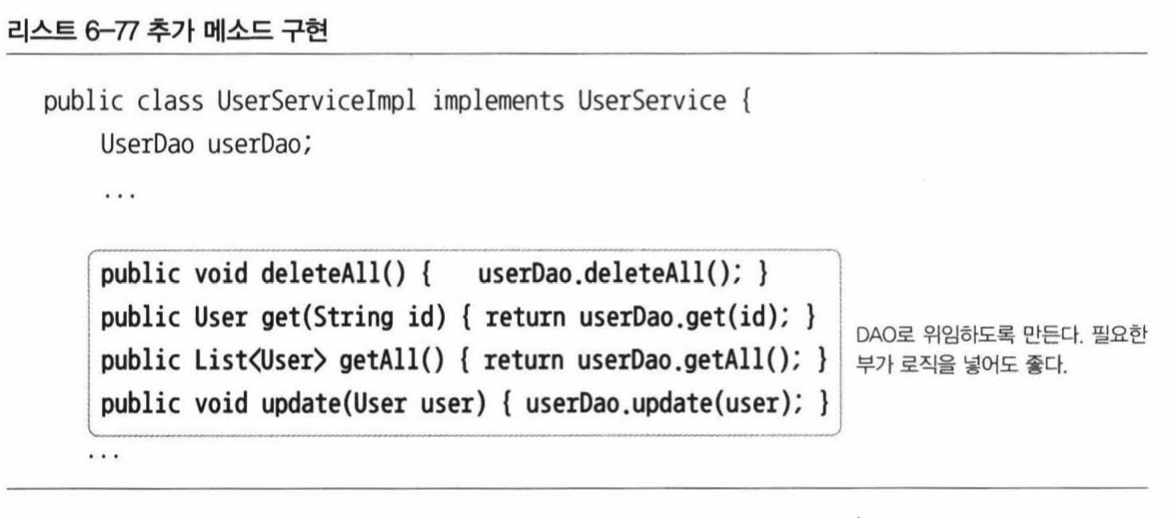 리스트 6-77 추가 메소드 구현
public class UserServiceImpl implements UserService {
UserDao userDao;
...
public void deleteAll() { userDao.deleteAll(); }
public User get(String id) { return userDao.get(id); }
public List<User> getAll() { return userDao.getAll(); }
public void update(User user) { userDao.update(user); }
DAO로 위임하도록 만든다. 필요한
부가 로직을 넣어도 좋다.
...